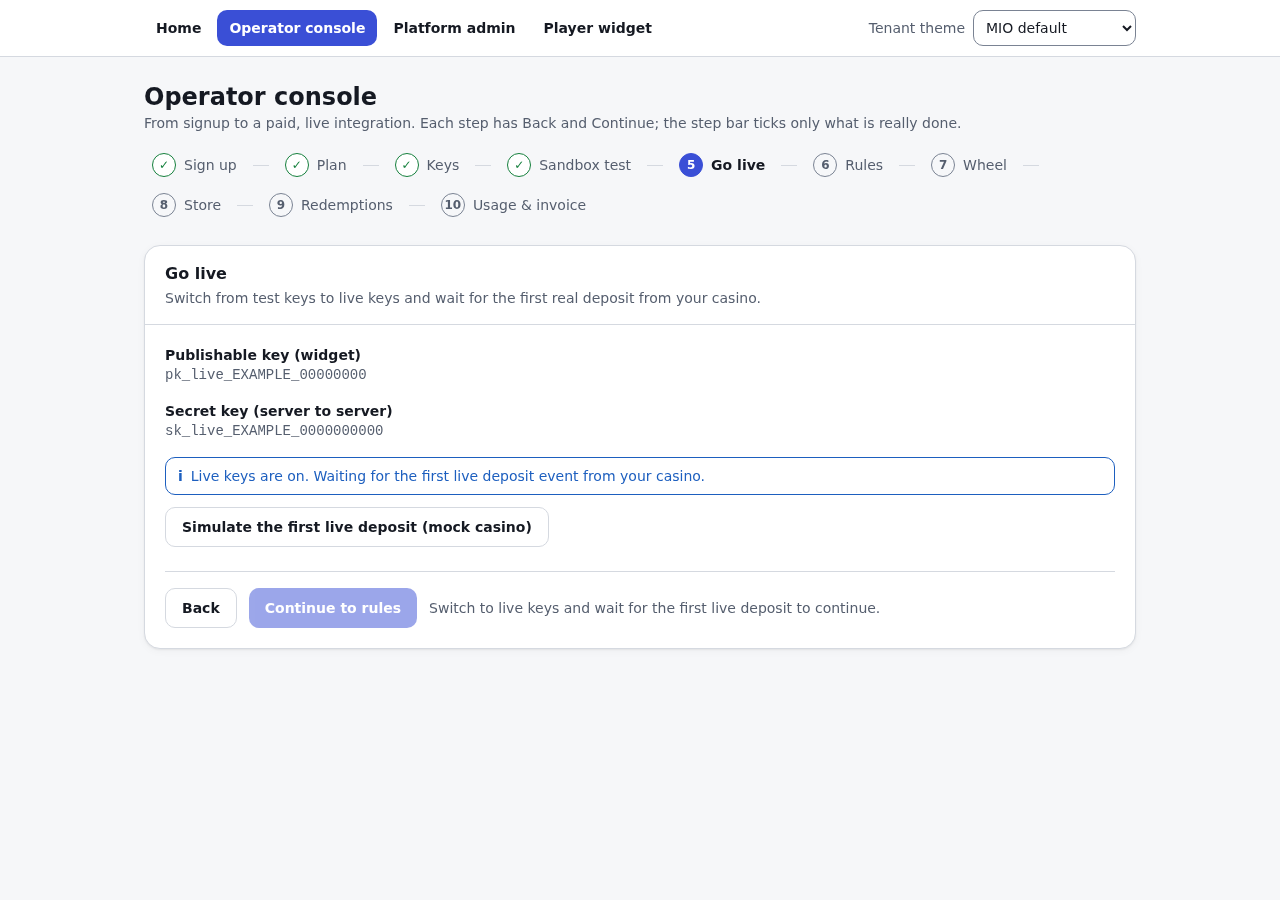 Home Operator console Platform admin Player widget Tenant theme MIO default
Operator console
From signup to a paid, live integration. Each step has Back and Continue; the step bar ticks only what is really done.
✓ Sign up ✓ Plan ✓ Keys ✓ Sandbox test 5 Go live 6 Rules 7 Wheel
8 Store 9 Redemptions 10 Usage & invoice
Go live
Switch from test keys to live keys and wait for the first real deposit from your casino.
Publishable key (widget)
pk_live_EXAMPLE_00000000
Secret key (server to server)
sk_live_EXAMPLE_0000000000
i Live keys are on. Waiting for the first live deposit event from your casino.
Simulate the first live deposit (mock casino)
Back Continue to rules Switch to live keys and wait for the first live deposit to continue.